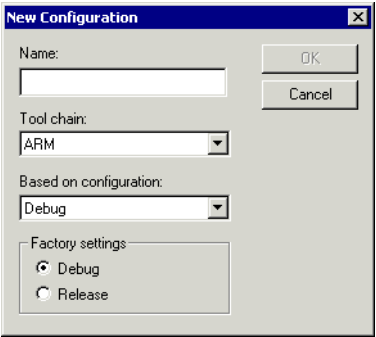 New Configuration
Name:
OK
Cancel
Tool chain:
ARM
Based on configuration:
Debug
Factory settings
Debug
Release